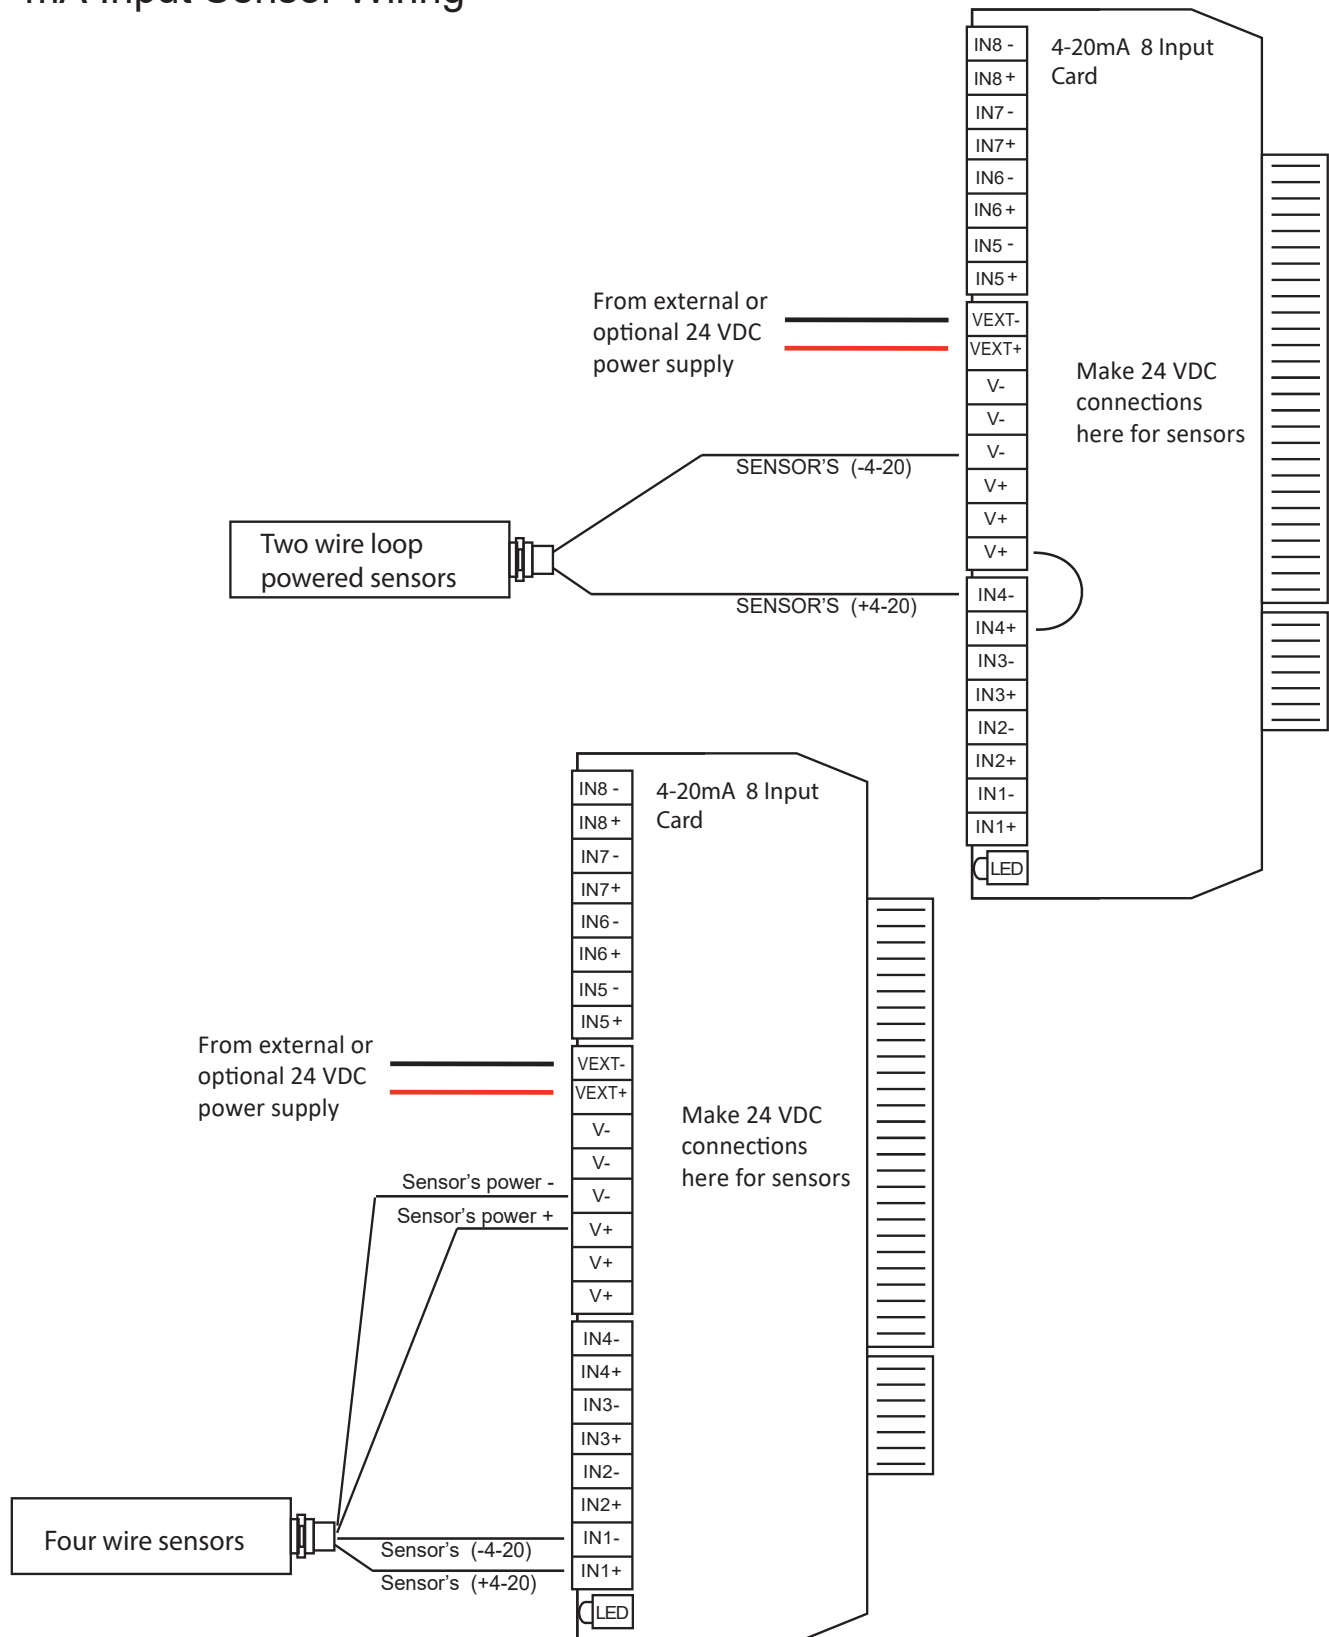 mA Input Sensor Wiring
IN8 -
IN8 +
IN7 -
IN7+
IN6 -
IN6 +
IN5 -
IN5 +
VEXT-
VEXT+
V-
V-
V-
V+
V+
V+
IN4-
IN4+
IN3-
IN3+
IN2-
IN2+
IN1-
IN1+
LED
4-20mA 8 Input
Card
Make 24 VDC
connections
here for sensors
From external or
optional 24 VDC
power supply
SENSOR'S (-4-20)
Two wire loop
powered sensors
SENSOR'S (+4-20)
IN8 -
IN8 +
IN7 -
IN7+
IN6 -
IN6 +
IN5 -
IN5 +
VEXT-
VEXT+
V-
V-
V-
V+
V+
V+
IN4-
IN4+
IN3-
IN3+
IN2-
IN2+
IN1-
IN1+
LED
4-20mA 8 Input
Card
Make 24 VDC
connections
here for sensors
From external or
optional 24 VDC
power supply
Sensor's power -
Sensor's power +
Four wire sensors
Sensor's (-4-20)
Sensor's (+4-20)